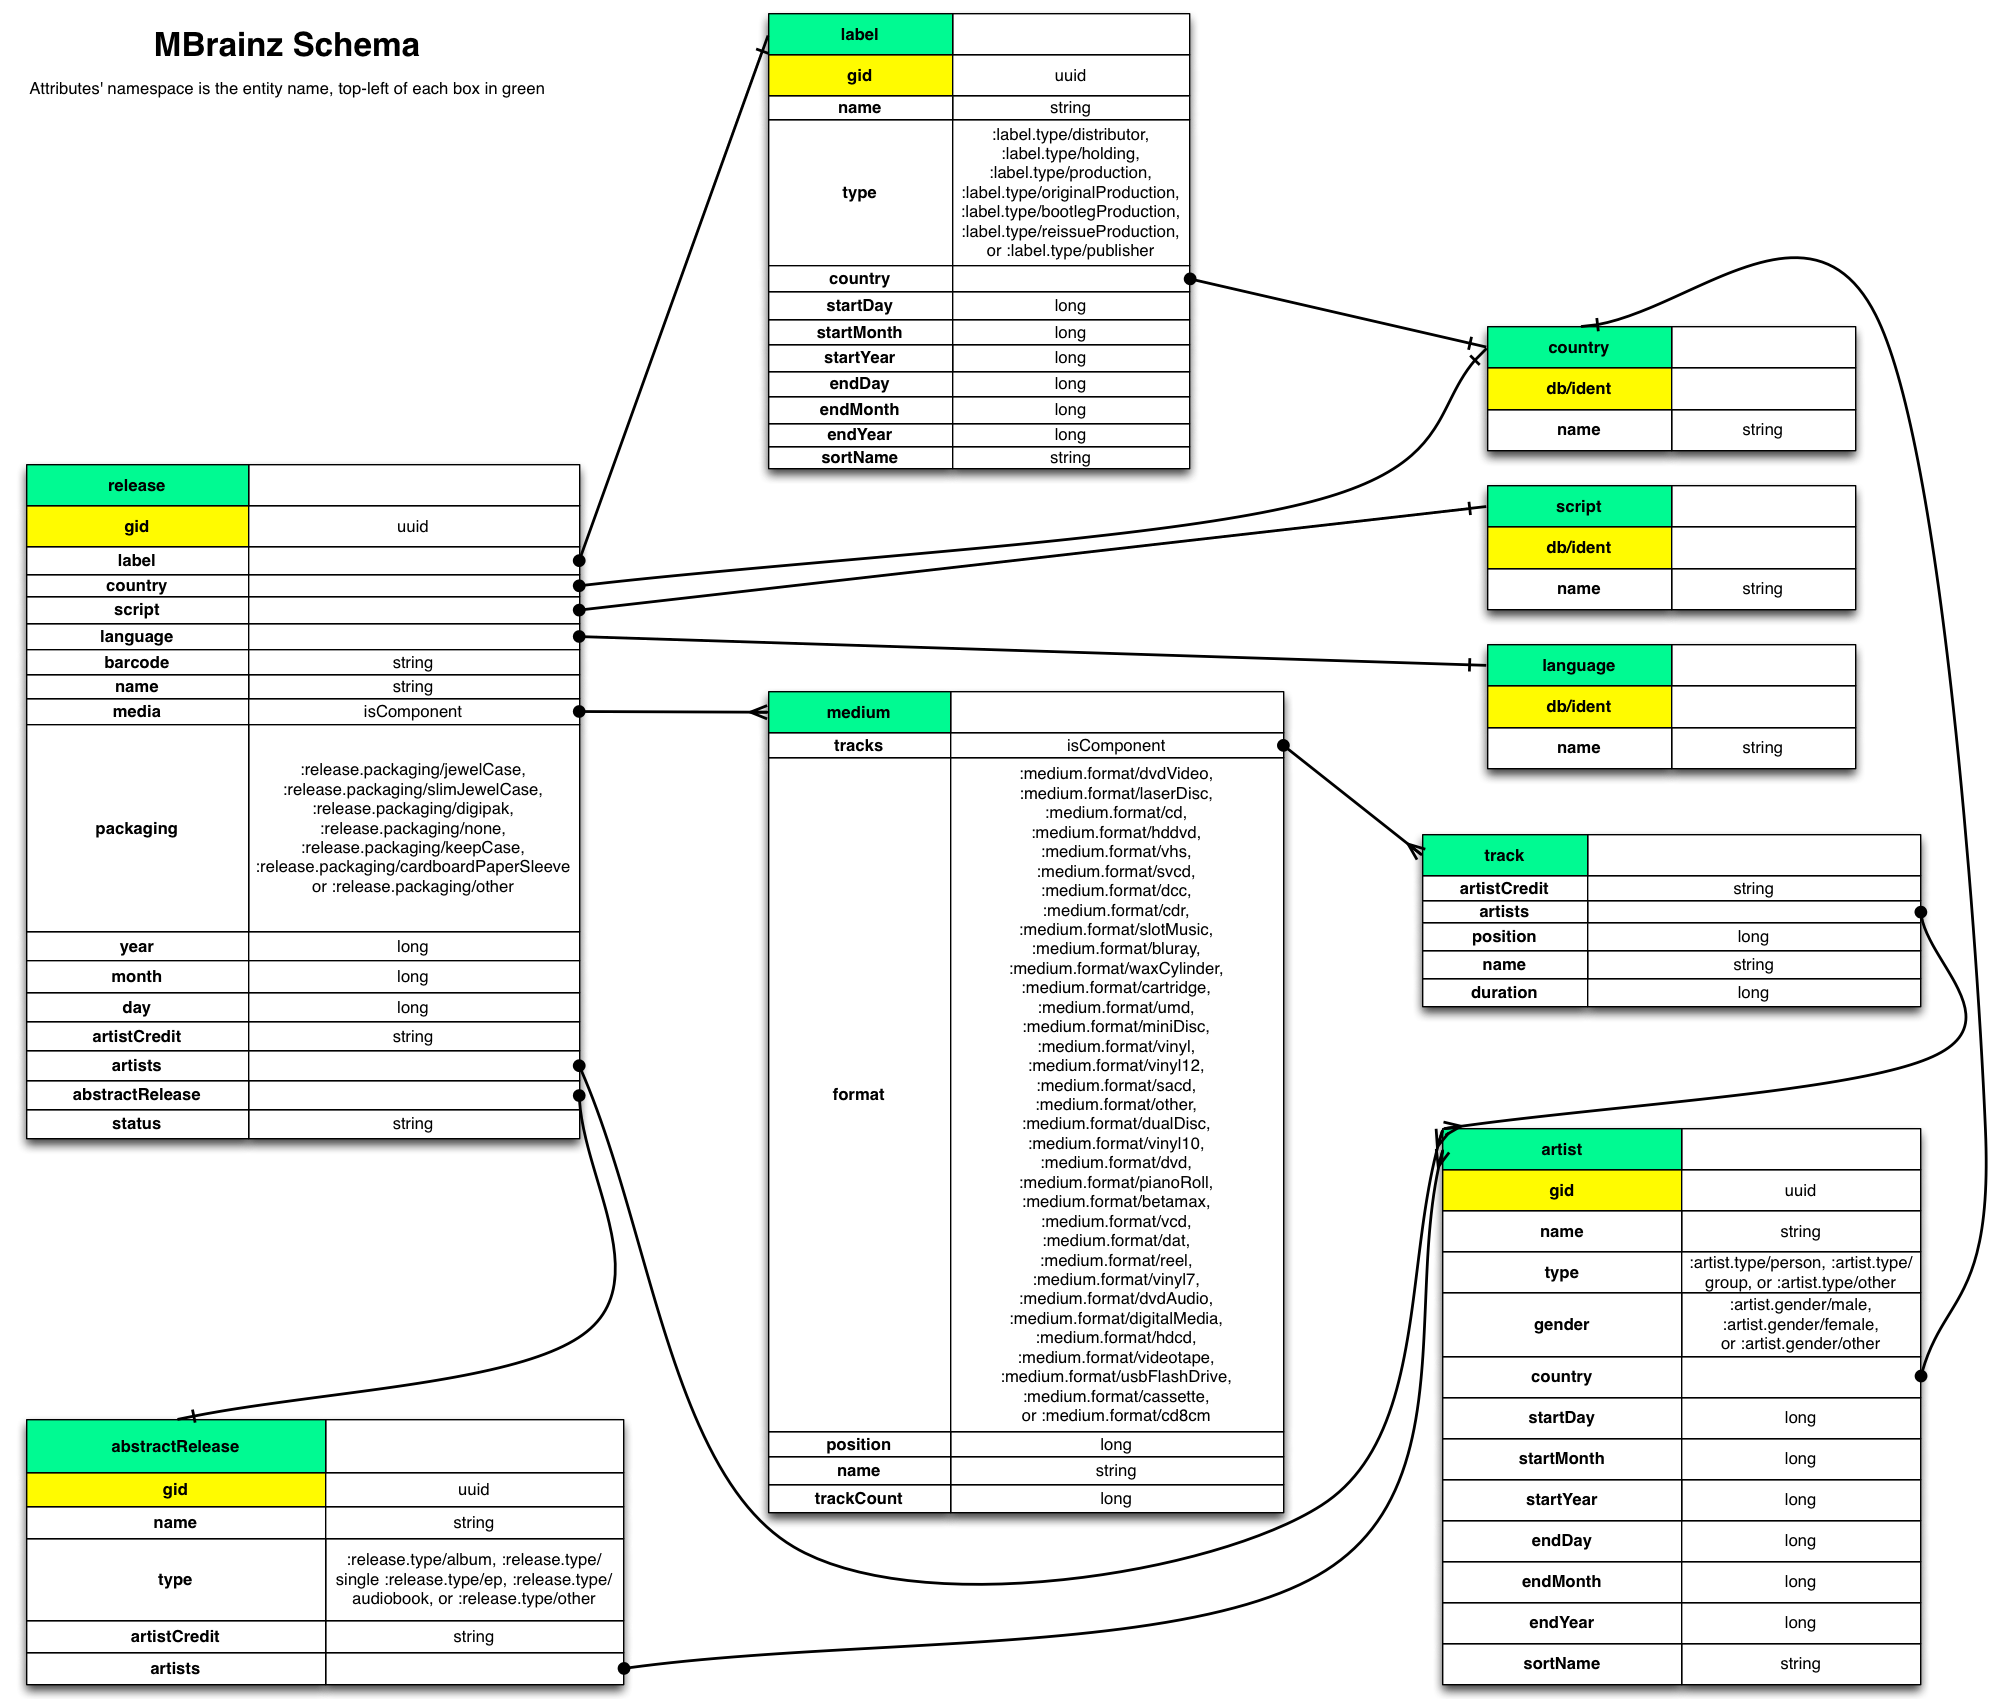 MBrainz Schema
Attributes' namespace is the entity name, top-left of each box in green
label
gid uuid
name string
type
:label.type/distributor,
:label.type/holding,
:label.type/production,
:label.type/originalProduction,
:label.type/bootlegProduction,
:label.type/reissueProduction,
or :label.type/publisher
country
startDay long
startMonth long
startYear long
endDay long
endMonth long
endYear long
sortName string
country
db/ident
name string
script
db/ident
name string
language
db/ident
name string
release
gid uuid
label
country
script
language
barcode string
name string
media isComponent
packaging
:release.packaging/jewelCase,
:release.packaging/slimJewelCase,
:release.packaging/digipak,
:release.packaging/none,
:release.packaging/keepCase,
:release.packaging/cardboardPaperSleeve
or :release.packaging/other
year long
month long
day long
artistCredit string
artists
abstractRelease
status string
medium
tracks isComponent
format
:medium.format/dvdVideo,
:medium.format/laserDisc,
:medium.format/cd,
:medium.format/hddvd,
:medium.format/vhs,
:medium.format/svcd,
:medium.format/dcc,
:medium.format/cdr,
:medium.format/slotMusic,
:medium.format/bluray,
:medium.format/waxCylinder,
:medium.format/cartridge,
:medium.format/umd,
:medium.format/miniDisc,
:medium.format/vinyl,
:medium.format/vinyl12,
:medium.format/sacd,
:medium.format/other,
:medium.format/dualDisc,
:medium.format/vinyl10,
:medium.format/dvd,
:medium.format/pianoRoll,
:medium.format/betamax,
:medium.format/vcd,
:medium.format/dat,
:medium.format/reel,
:medium.format/vinyl7,
:medium.format/dvdAudio,
:medium.format/digitalMedia,
:medium.format/hdcd,
:medium.format/videotape,
:medium.format/usbFlashDrive,
:medium.format/cassette,
or :medium.format/cd8cm
position long
name string
trackCount long
track
artistCredit string
artists
position long
name string
duration long
artist
gid uuid
name string
type
:artist.type/person, :artist.type/
group, or :artist.type/other
gender
:artist.gender/male,
:artist.gender/female,
or :artist.gender/other
country
startDay long
startMonth long
startYear long
endDay long
endMonth long
endYear long
sortName string
abstractRelease
gid uuid
name string
type
:release.type/album, :release.type/
single :release.type/ep, :release.type/
audiobook, or :release.type/other
artistCredit string
artists